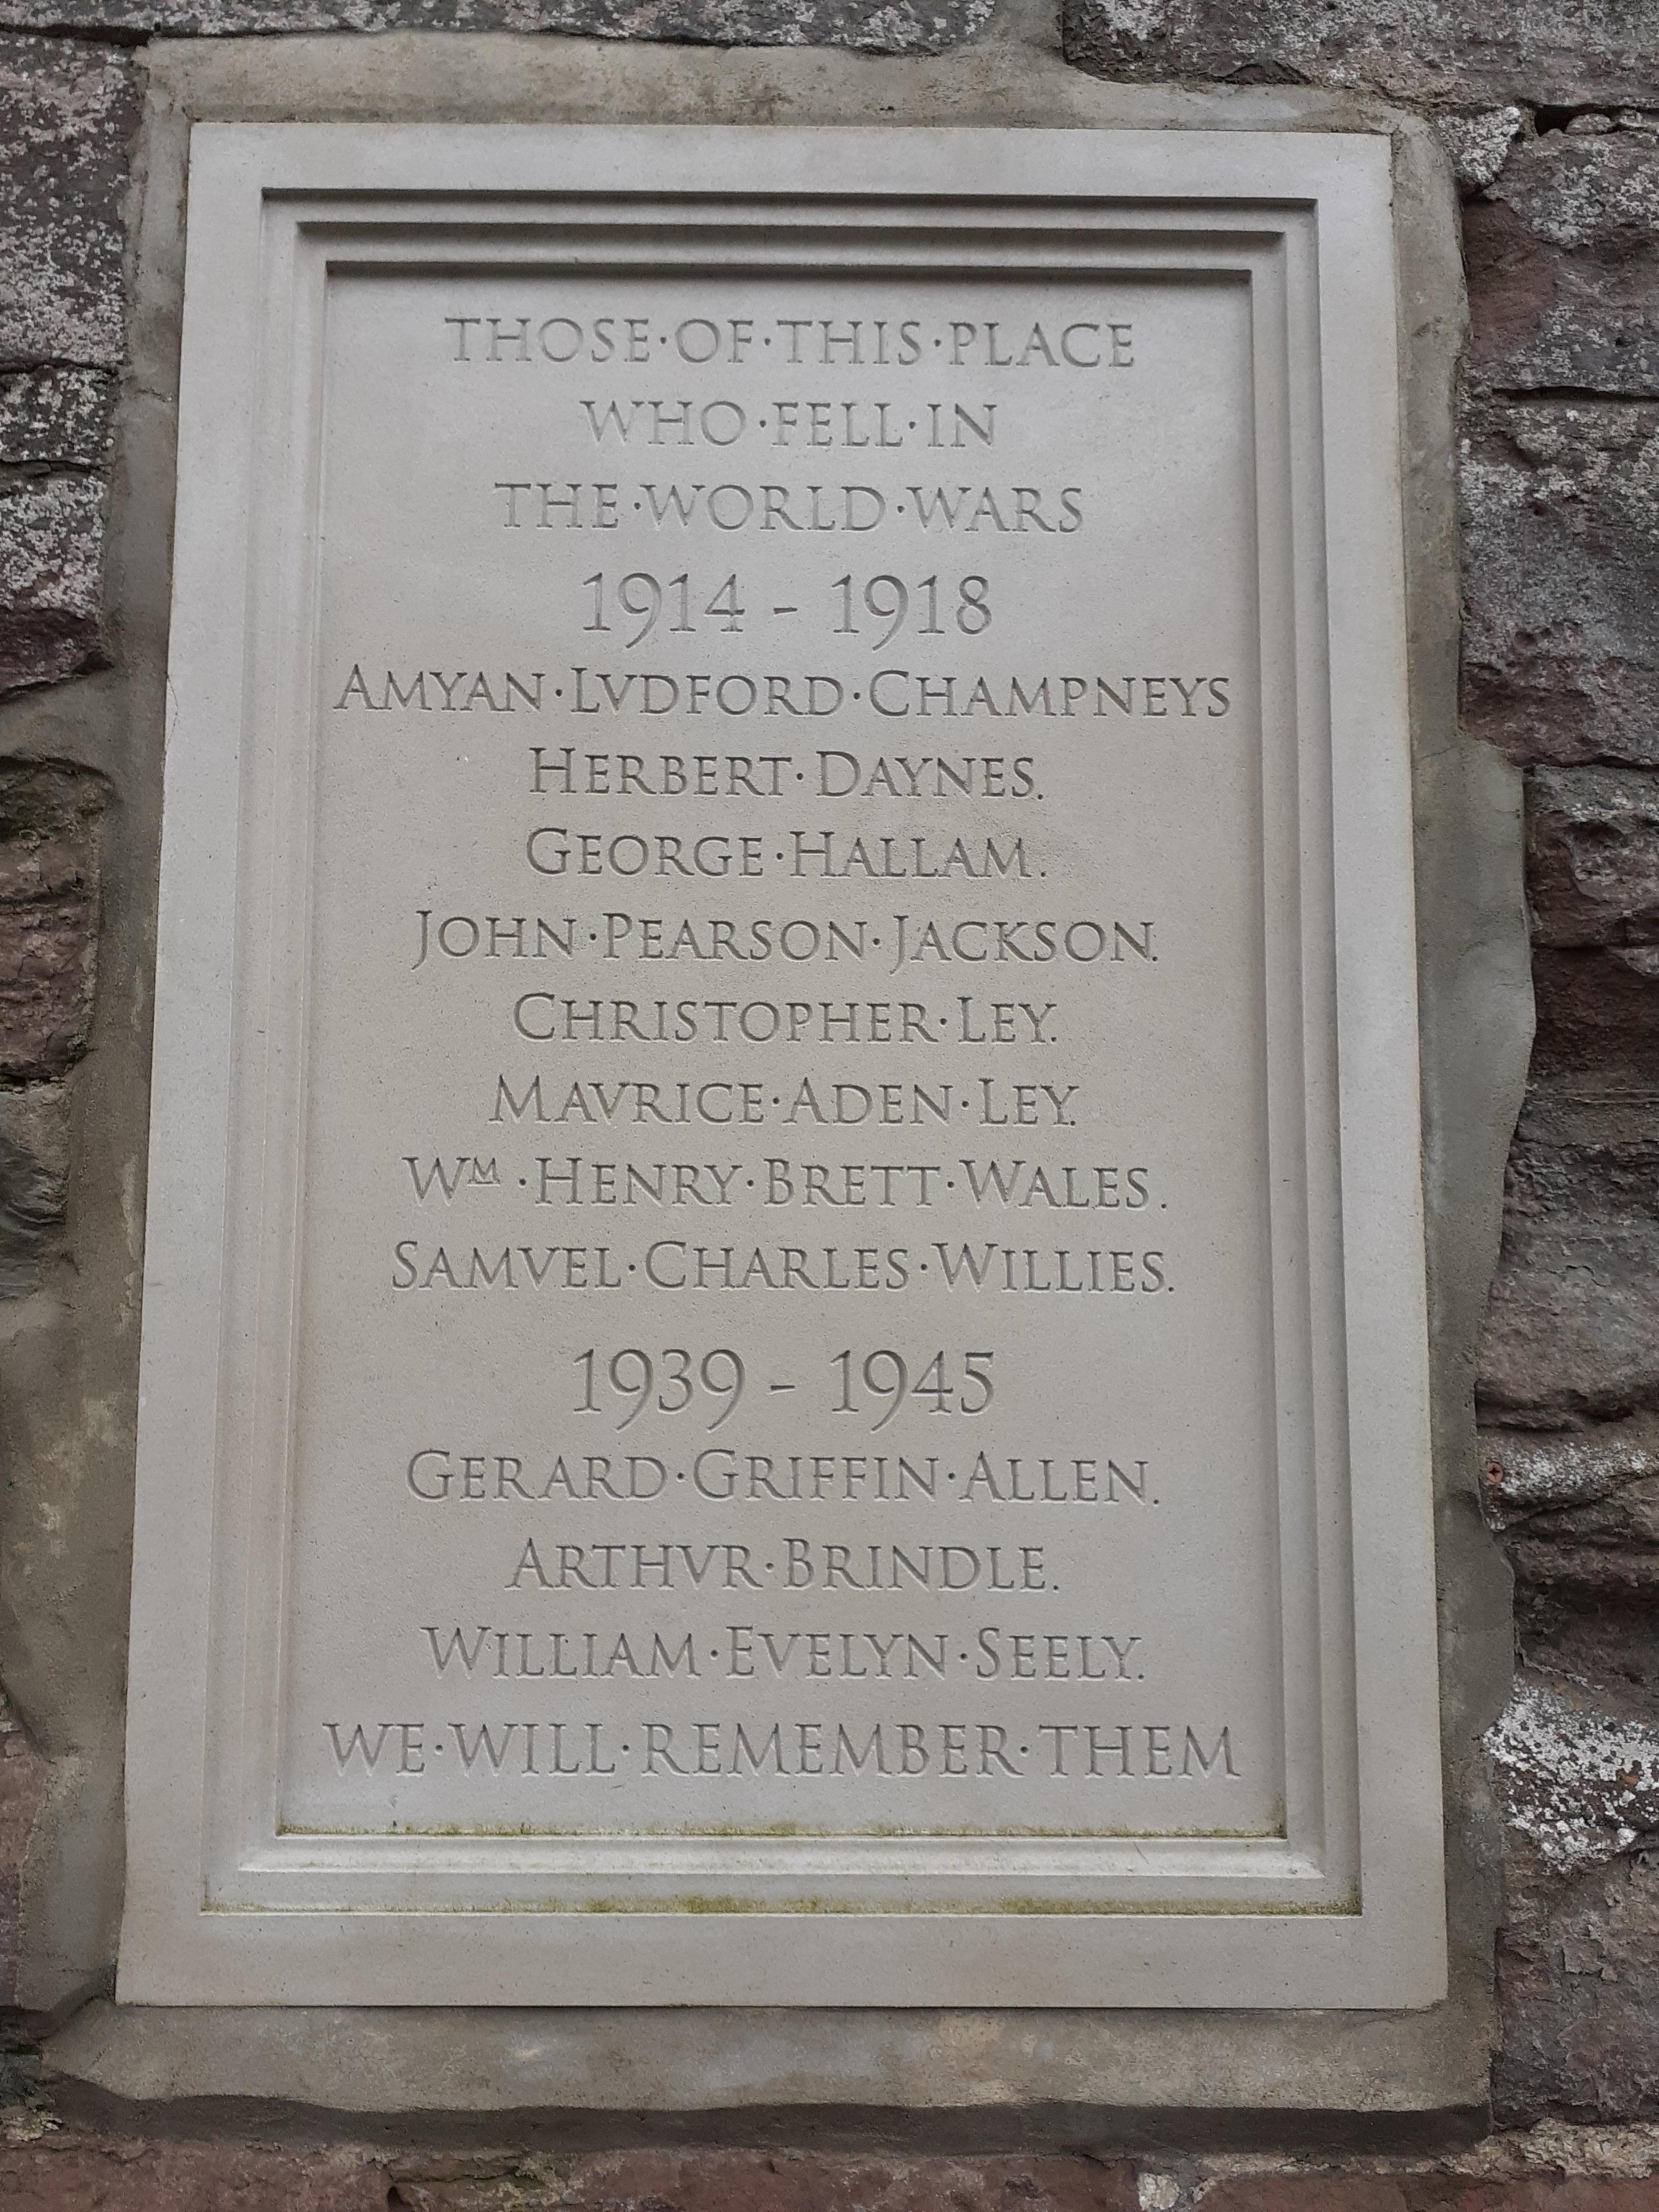 THOSE·OF·THIS·PLACE
WHO·FELL·IN
THE·WORLD·WARS
1914 - 1918
AMYAN·LVDFORD·CHAMPNEYS
HERBERT·DAYNES.
GEORGE·HALLAM.
JOHN·PEARSON·JACKSON.
CHRISTOPHER·LEY.
MAVRICE·ADEN·LEY.
WM·HENRY·BRETT·WALES.
SAMVEL·CHARLES·WILLIES.
1939 - 1945
GERARD·GRIFFIN·ALLEN.
ARTHVR·BRINDLE.
WILLIAM·EVELYN·SEELY.
WE·WILL·REMEMBER·THEM